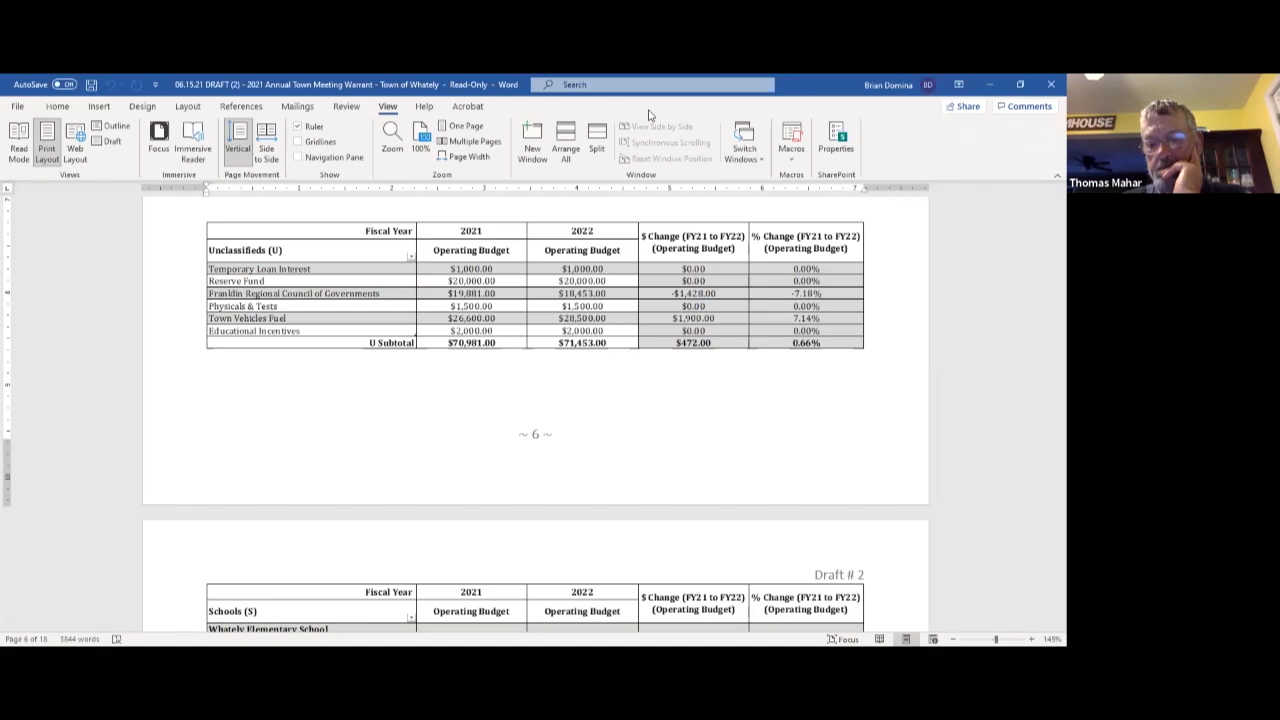 AutoSave Off 06.15.21 DRAFT (2) - 2021 Annual Town Meeting Warrant - Town of Whately - Read-Only - Word Search Brian Domina BD
File Home Insert Design Layout References Mailings Review View Help Acrobat Share Comments
Read Mode Print Layout Web Layout Outline Draft Focus Immersive Reader Vertical Side to Side Ruler Gridlines Navigation Pane Zoom 100% One Page Multiple Pages Page Width New Window Arrange All Split View Side by Side Synchronous Scrolling Reset Window Position Switch Windows Macros Properties
Views Immersive Page Movement Show Zoom Window Macros SharePoint
MHOUSE
Thomas Mahar
Fiscal Year 2021 2022 $ Change (FY21 to FY22) (Operating Budget) % Change (FY21 to FY22) (Operating Budget)
Unclassifieds (U) Operating Budget Operating Budget
Temporary Loan Interest $1,000.00 $1,000.00 $0.00 0.00%
Reserve Fund $20,000.00 $20,000.00 $0.00 0.00%
Franklin Regional Council of Governments $19,881.00 $18,453.00 -$1,428.00 -7.18%
Physicals & Tests $1,500.00 $1,500.00 $0.00 0.00%
Town Vehicles Fuel $26,600.00 $28,500.00 $1,900.00 7.14%
Educational Incentives $2,000.00 $2,000.00 $0.00 0.00%
U Subtotal $70,981.00 $71,453.00 $472.00 0.66%
~ 6 ~
Draft # 2
Fiscal Year 2021 2022 $ Change (FY21 to FY22) (Operating Budget) % Change (FY21 to FY22) (Operating Budget)
Schools (S) Operating Budget Operating Budget
Whately Elementary School
Page 6 of 18 3844 words Focus 149%